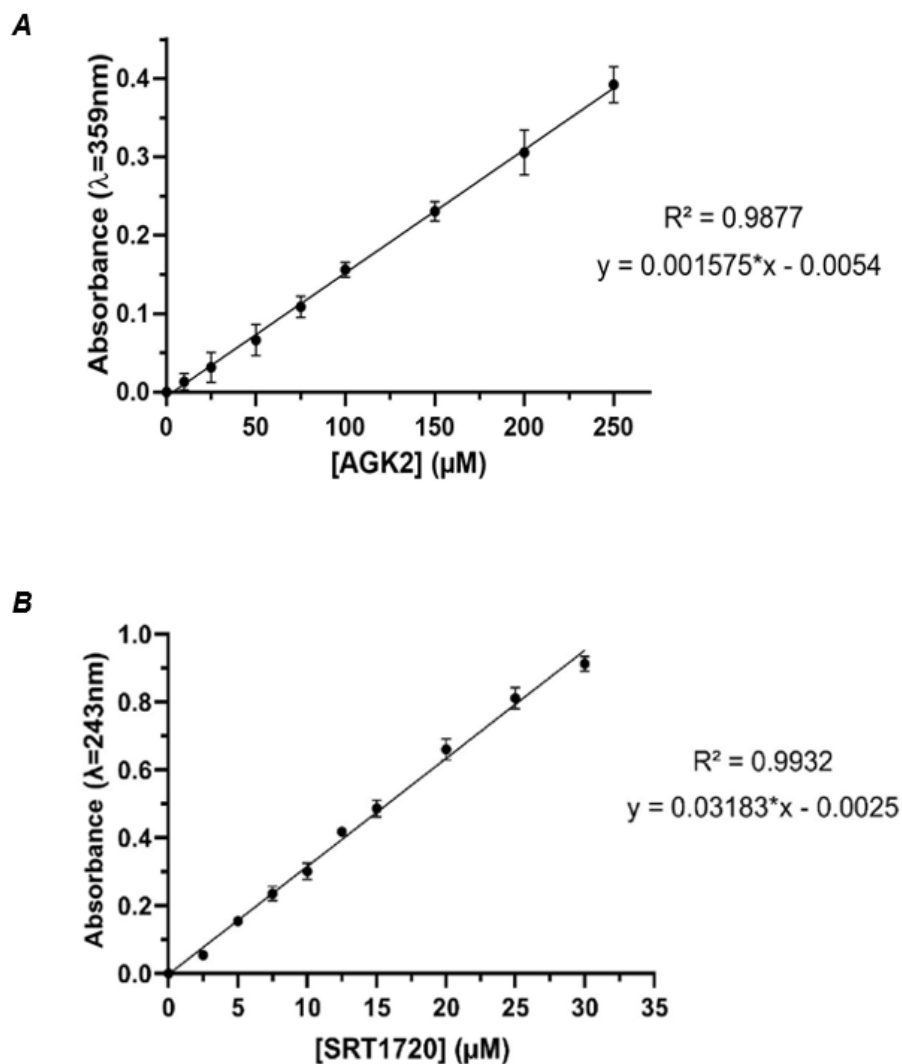 A
Absorbance (λ=359nm)
0.4
0.3
0.2
0.1
0.0
0 50 100 150 200 250
[AGK2] (µM)
R² = 0.9877
y = 0.001575*x - 0.0054
B
Absorbance (λ=243nm)
1.0
0.8
0.6
0.4
0.2
0.0
0 5 10 15 20 25 30 35
[SRT1720] (µM)
R² = 0.9932
y = 0.03183*x - 0.0025